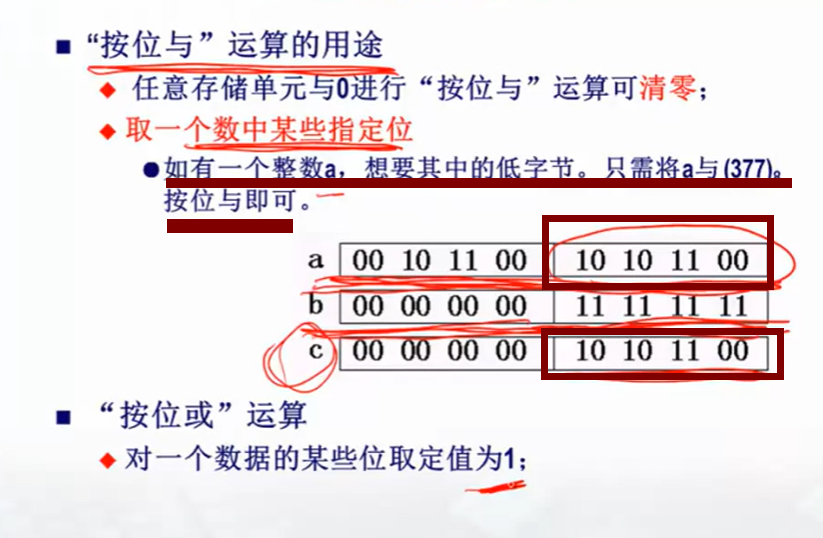 “按位与”运算的用途
任意存储单元与0进行“按位与”运算可清零；
取一个数中某些指定位
如有一个整数a，想要其中的低字节。只需将a与(377)₈
按位与即可。
a 00 10 11 00 10 10 11 00
b 00 00 00 00 11 11 11 11
c 00 00 00 00 10 10 11 00
“按位或”运算
对一个数据的某些位取定值为1；